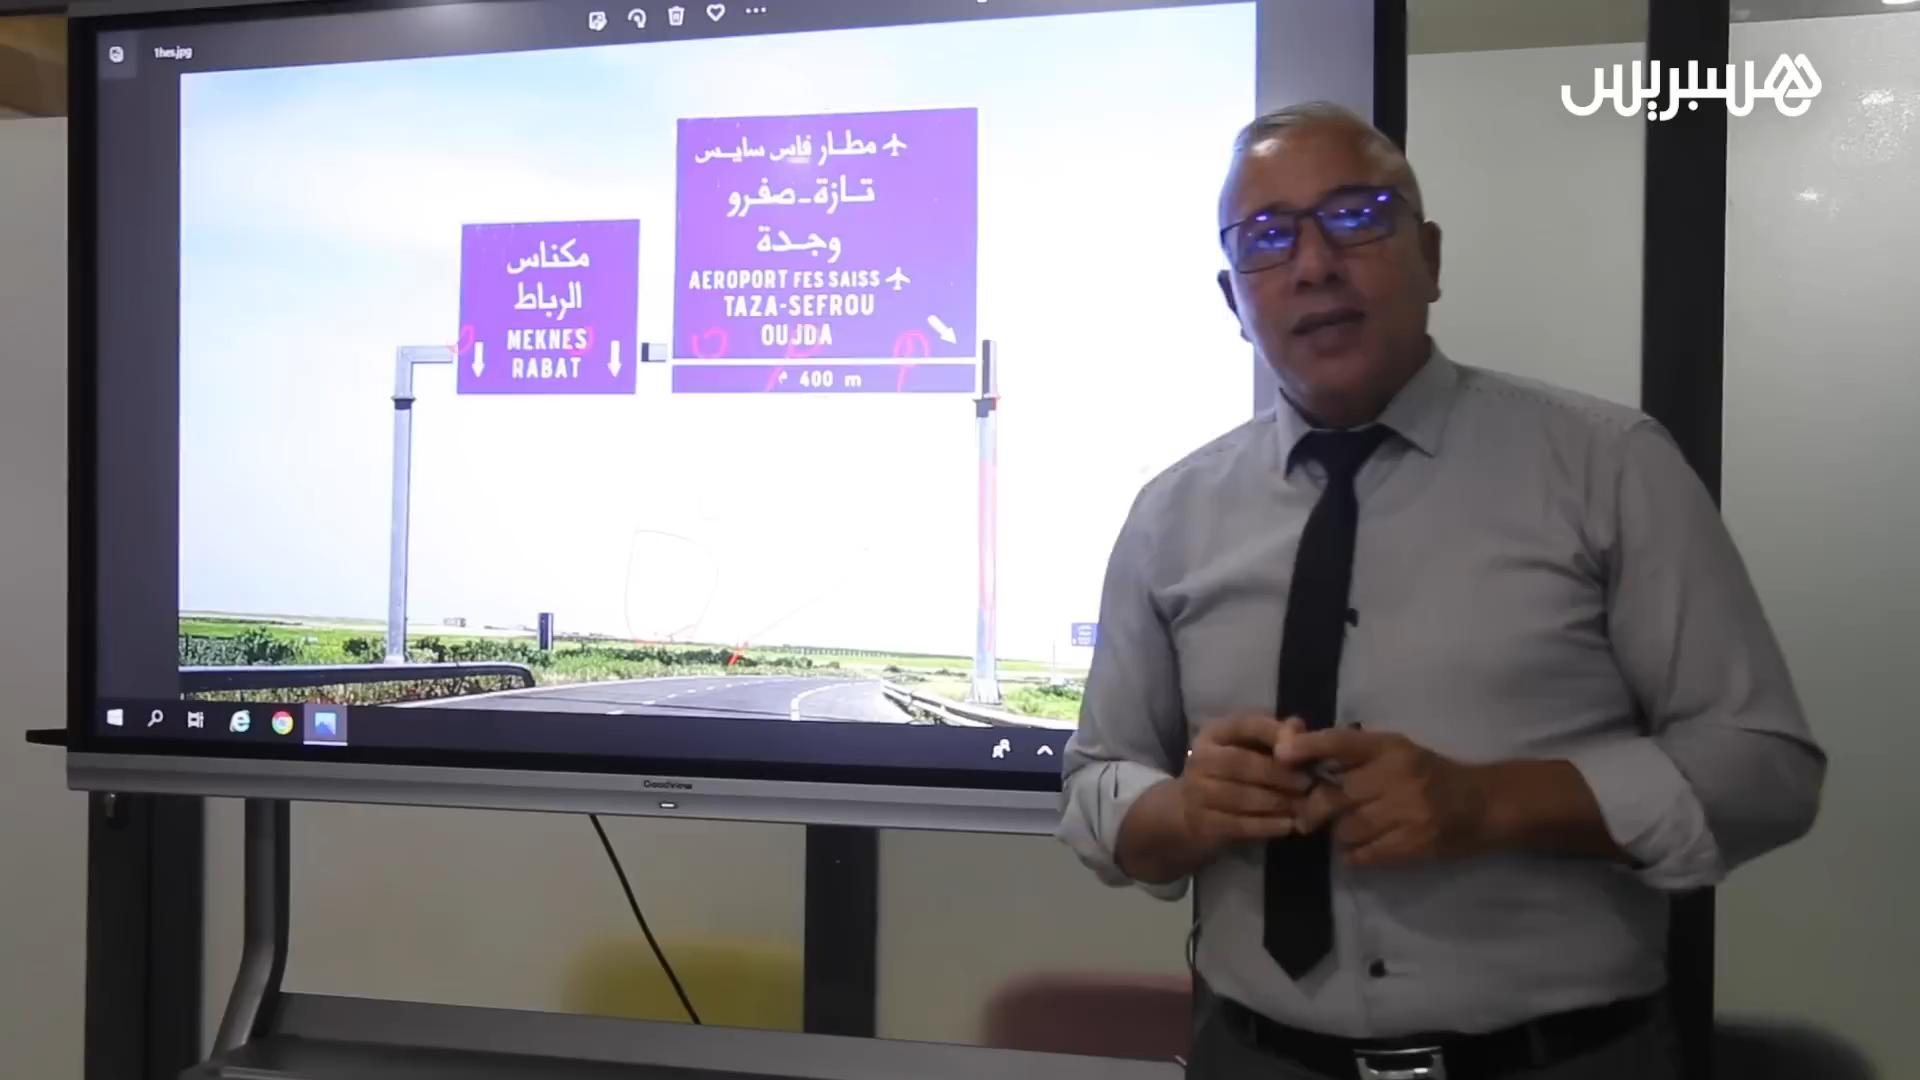 1hes.jpg
هسبريس
مطار فاس سايس
تازة-صفرو
وجدة
AEROPORT FES SAISS
TAZA-SEFROU
OUJDA
م 400 m
مكناس
الرباط
MEKNES
RABAT
Goodview